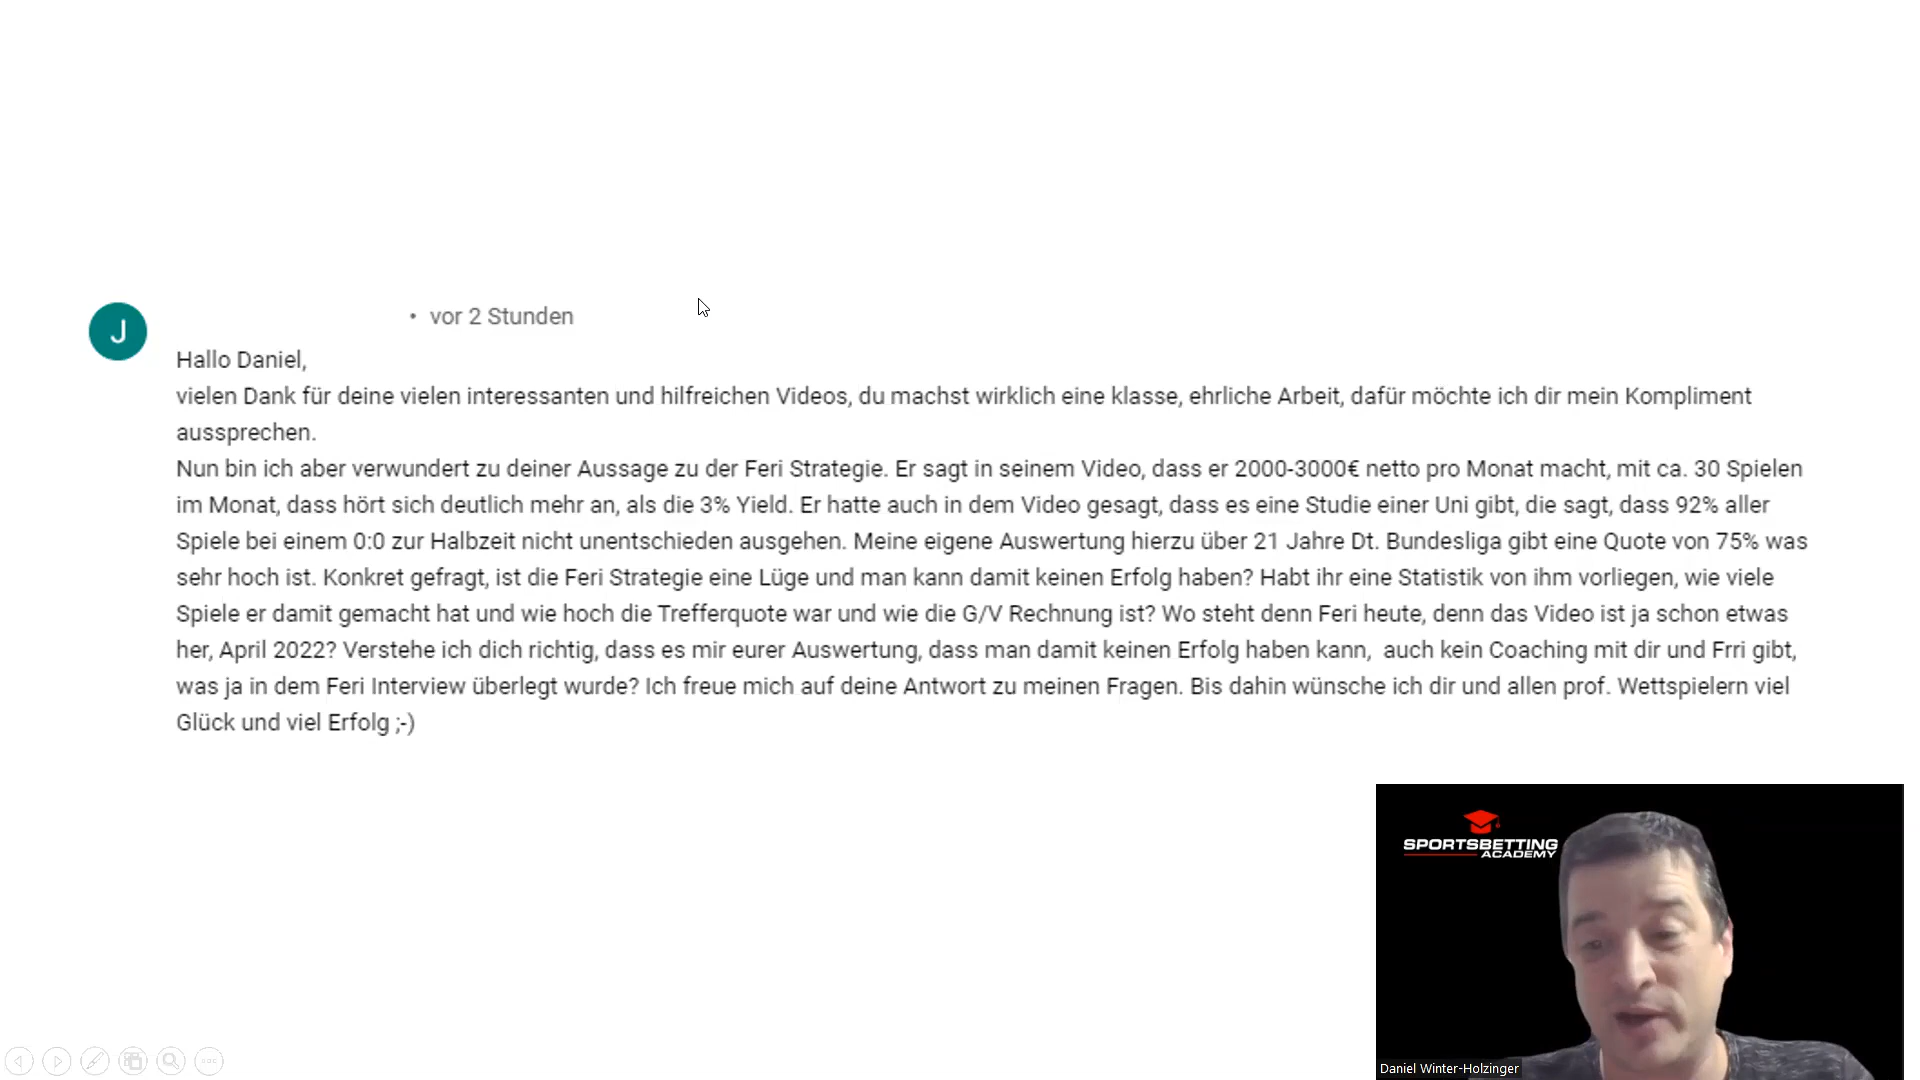 J
• vor 2 Stunden
Hallo Daniel,
vielen Dank für deine vielen interessanten und hilfreichen Videos, du machst wirklich eine klasse, ehrliche Arbeit, dafür möchte ich dir mein Kompliment
aussprechen.
Nun bin ich aber verwundert zu deiner Aussage zu der Feri Strategie. Er sagt in seinem Video, dass er 2000-3000€ netto pro Monat macht, mit ca. 30 Spielen
im Monat, dass hört sich deutlich mehr an, als die 3% Yield. Er hatte auch in dem Video gesagt, dass es eine Studie einer Uni gibt, die sagt, dass 92% aller
Spiele bei einem 0:0 zur Halbzeit nicht unentschieden ausgehen. Meine eigene Auswertung hierzu über 21 Jahre Dt. Bundesliga gibt eine Quote von 75% was
sehr hoch ist. Konkret gefragt, ist die Feri Strategie eine Lüge und man kann damit keinen Erfolg haben? Habt ihr eine Statistik von ihm vorliegen, wie viele
Spiele er damit gemacht hat und wie hoch die Trefferquote war und wie die G/V Rechnung ist? Wo steht denn Feri heute, denn das Video ist ja schon etwas
her, April 2022? Verstehe ich dich richtig, dass es mir eurer Auswertung, dass man damit keinen Erfolg haben kann,  auch kein Coaching mit dir und Frri gibt,
was ja in dem Feri Interview überlegt wurde? Ich freue mich auf deine Antwort zu meinen Fragen. Bis dahin wünsche ich dir und allen prof. Wettspielern viel
Glück und viel Erfolg ;-)
SPORTSBETTING
ACADEMY
Daniel Winter-Holzinger